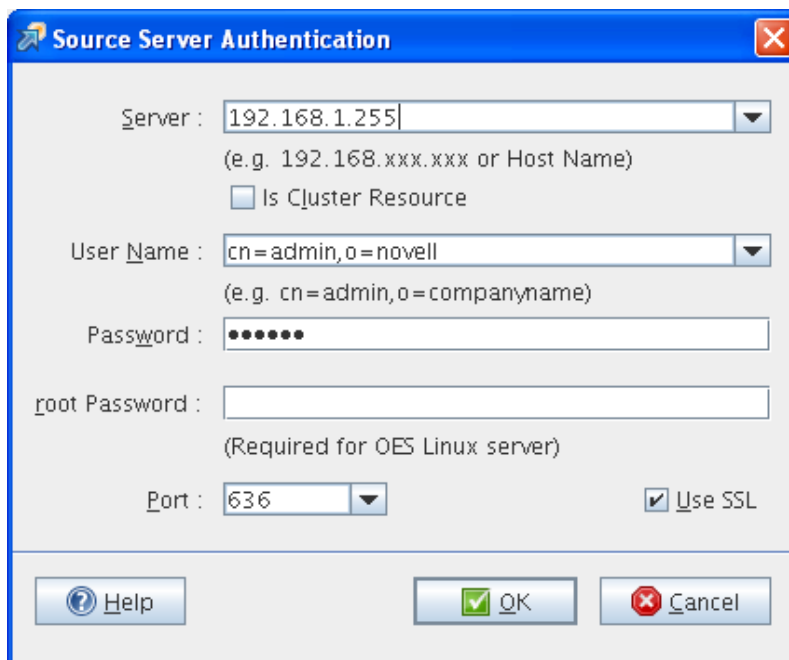 Source Server Authentication
Server : 192.168.1.255
(e.g. 192.168.xxx.xxx or Host Name)
Is Cluster Resource
User Name : cn=admin,o=novell
(e.g. cn=admin,o=companyname)
Password : ••••••
root Password :
(Required for OES Linux server)
Port : 636 Use SSL
Help OK Cancel